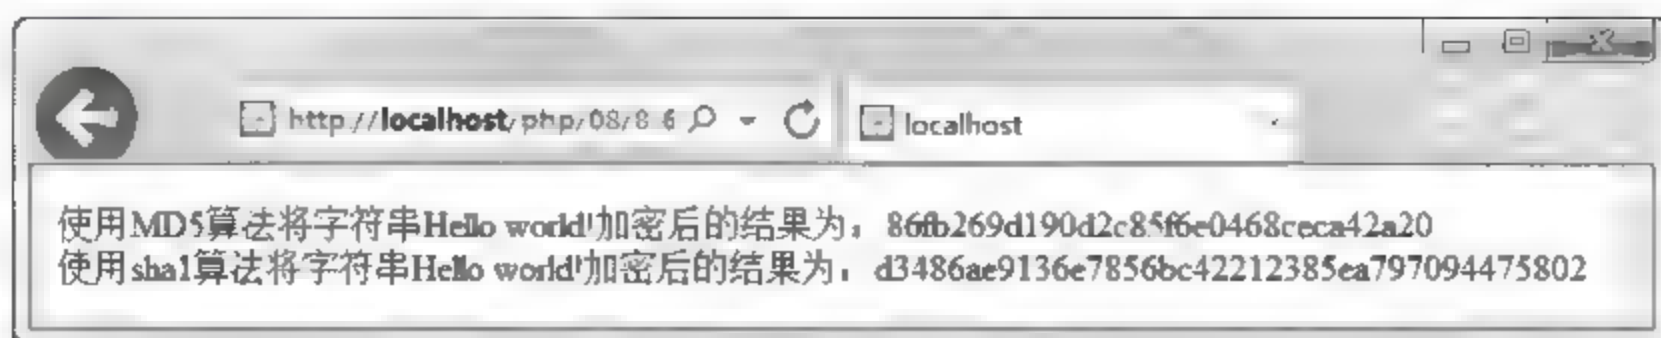 http://localhost/php/08/8-6
localhost
使用MD5算法将字符串Hello world!加密后的结果为：86fb269d190d2c85f6e0468ceca42a20
使用sha1算法将字符串Hello world!加密后的结果为：d3486ae9136e7856bc42212385ea797094475802